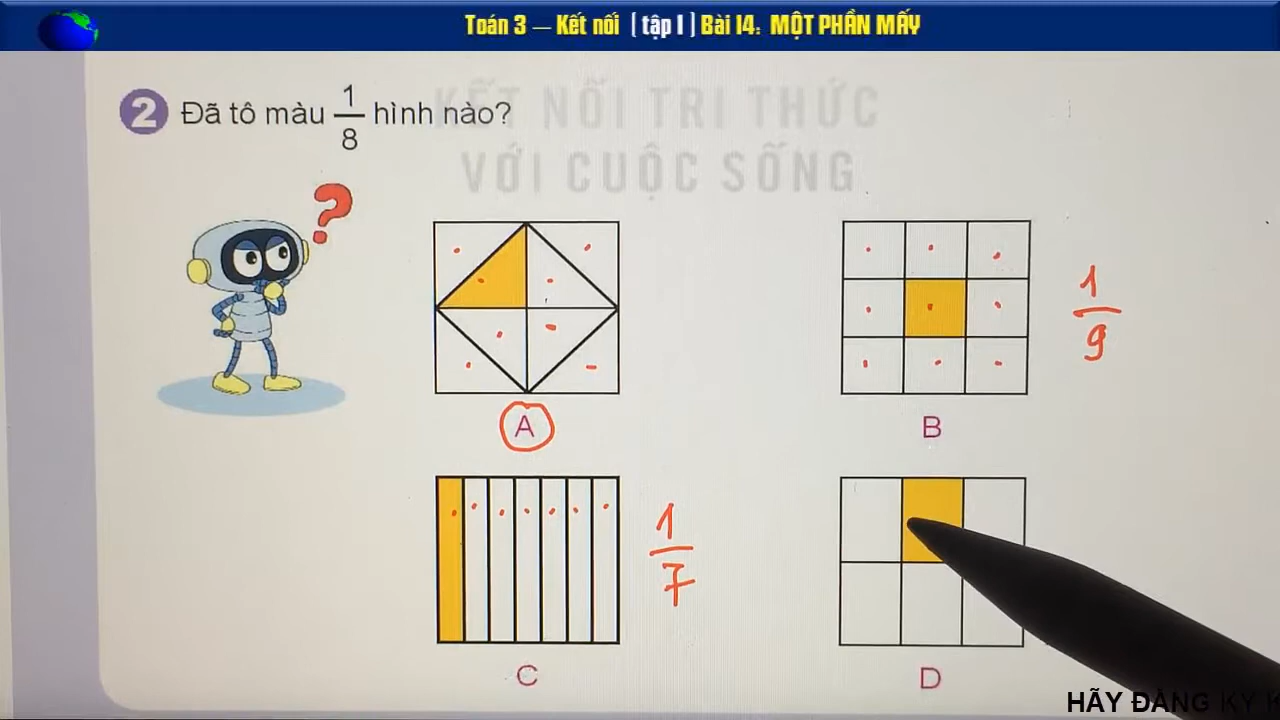 Toán 3 – Kết nối [ tập 1 ] Bài 14: MỘT PHẦN MẤY
KẾT NỐI TRI THỨC
VỚI CUỘC SỐNG
2 Đã tô màu 1/8 hình nào?
?
1/9
A
B
1/7
C
D
HÃY ĐĂNG KÝ K